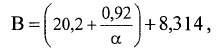 B = (20,2 + 0,92/α) + 8,314 ,